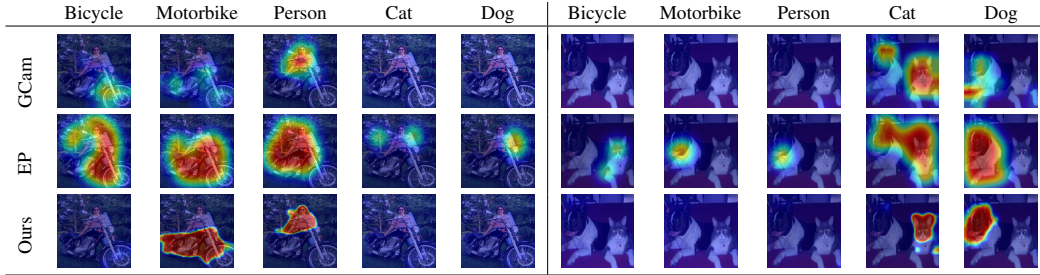 Bicycle Motorbike Person Cat Dog Bicycle Motorbike Person Cat Dog
GCam
EP
Ours